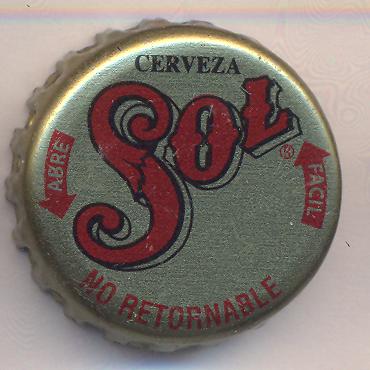 CERVEZA
SOL
®
ABRE
FACIL
NO RETORNABLE